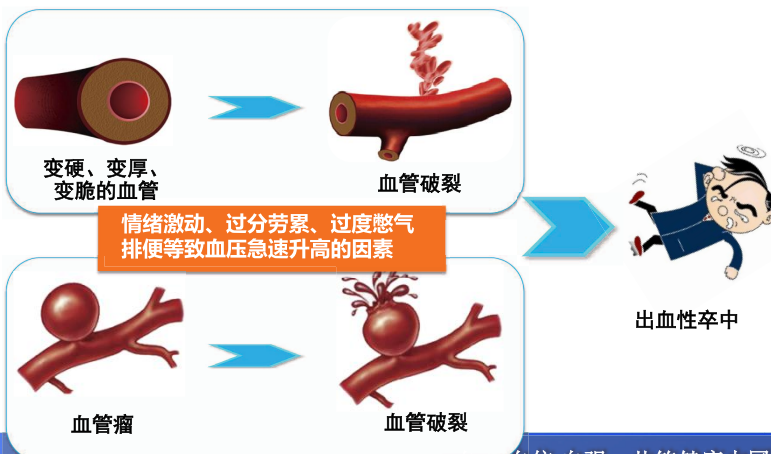 变硬、变厚、
变脆的血管
血管破裂
情绪激动、过分劳累、过度憋气
排便等致血压急速升高的因素
出血性卒中
血管瘤
血管破裂